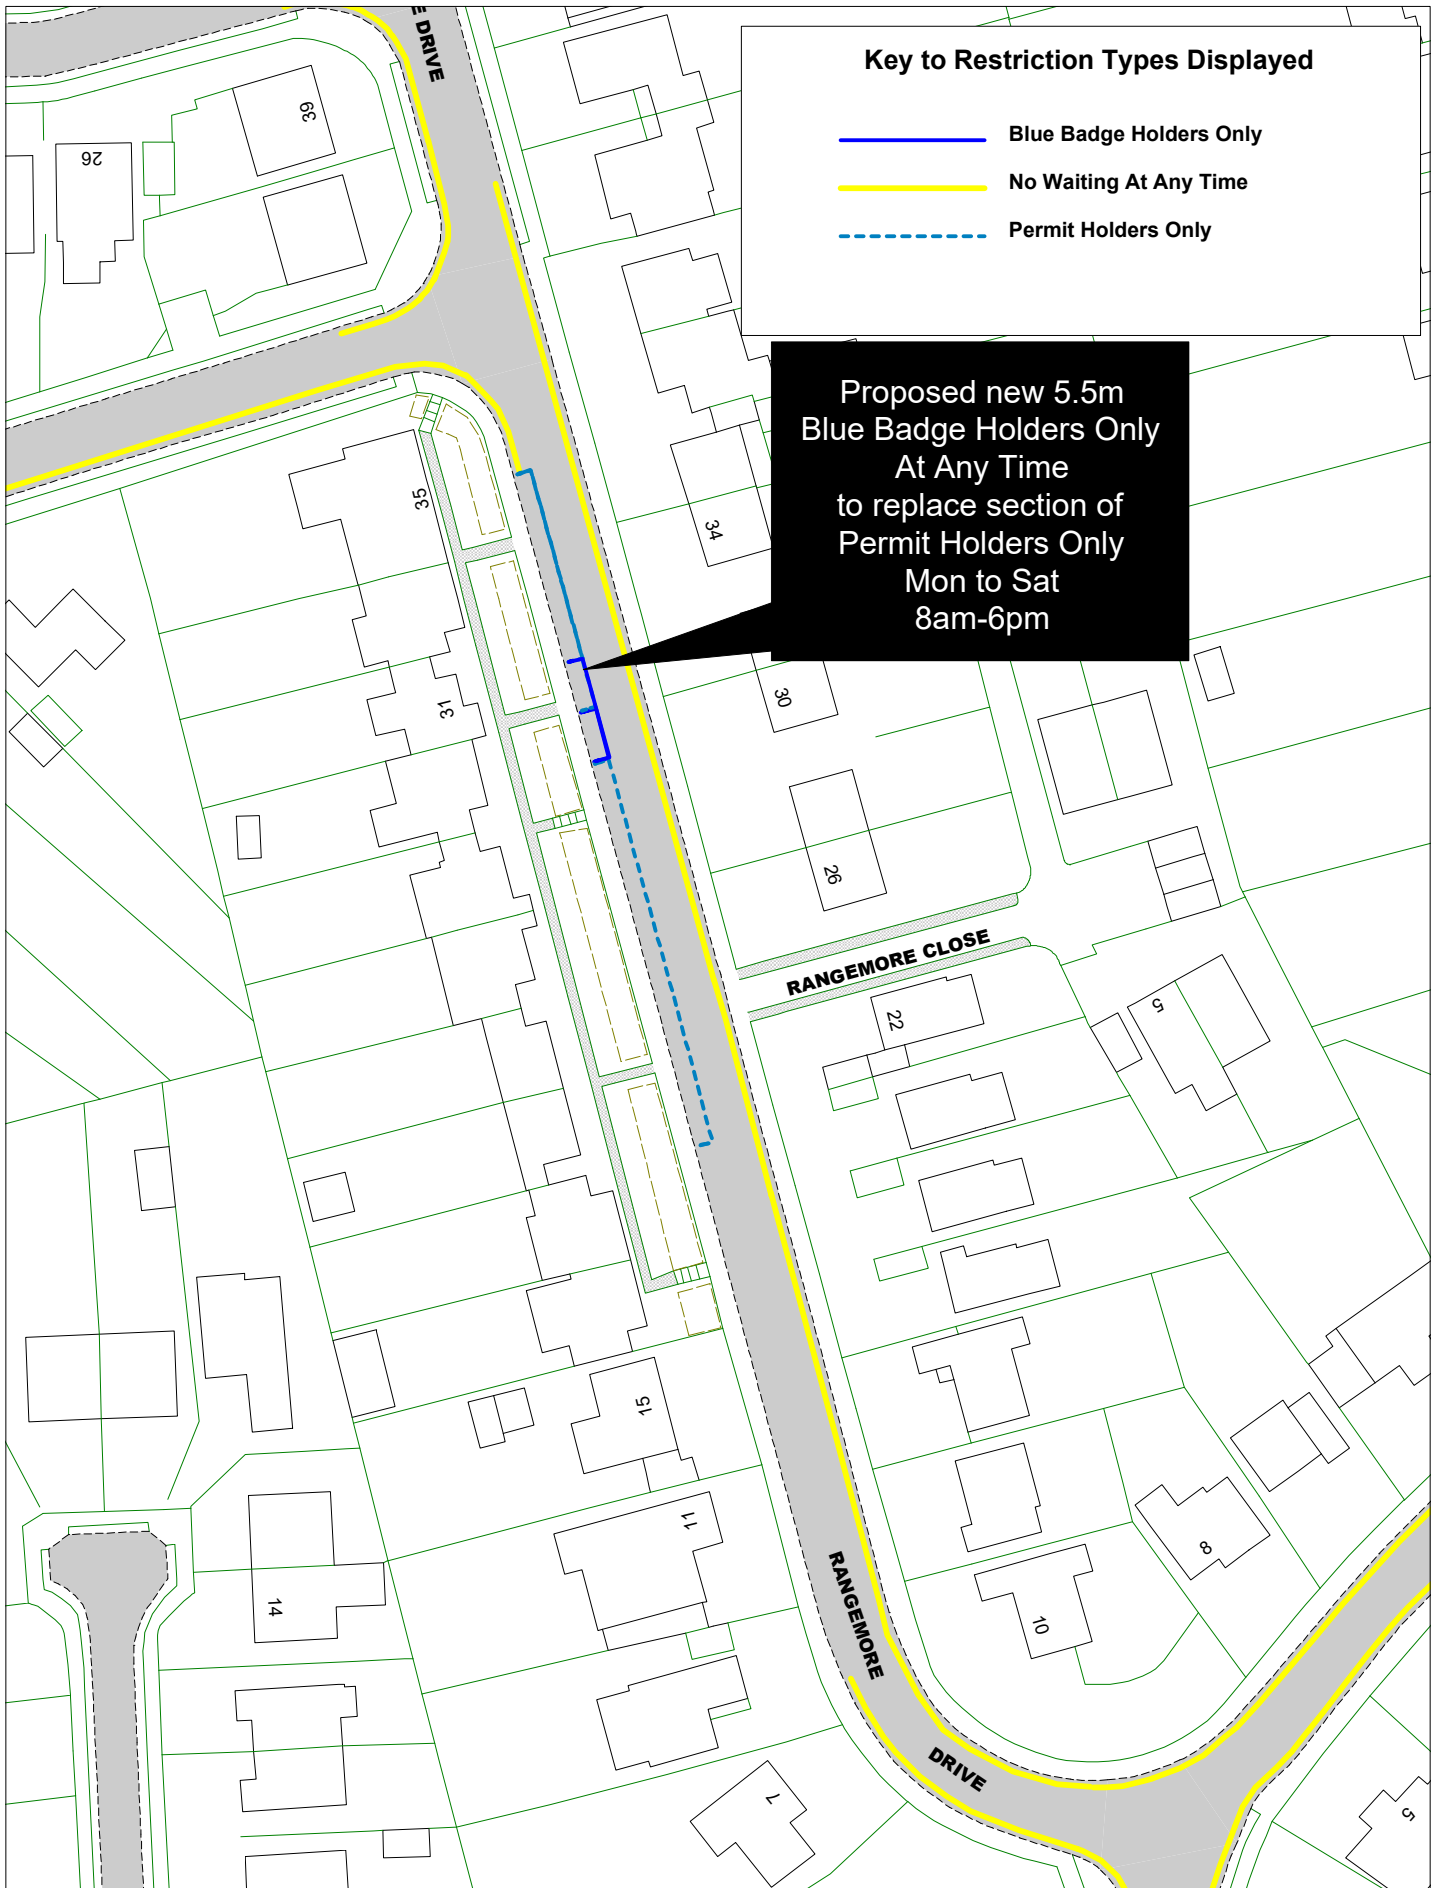 E DRIVE
Key to Restriction Types Displayed
Blue Badge Holders Only
No Waiting At Any Time
Permit Holders Only
Proposed new 5.5m
Blue Badge Holders Only
At Any Time
to replace section of
Permit Holders Only
Mon to Sat
8am-6pm
39
26
35
34
31
30
26
RANGEMORE CLOSE
22
5
15
11
14
8
10
RANGEMORE
DRIVE
7
5